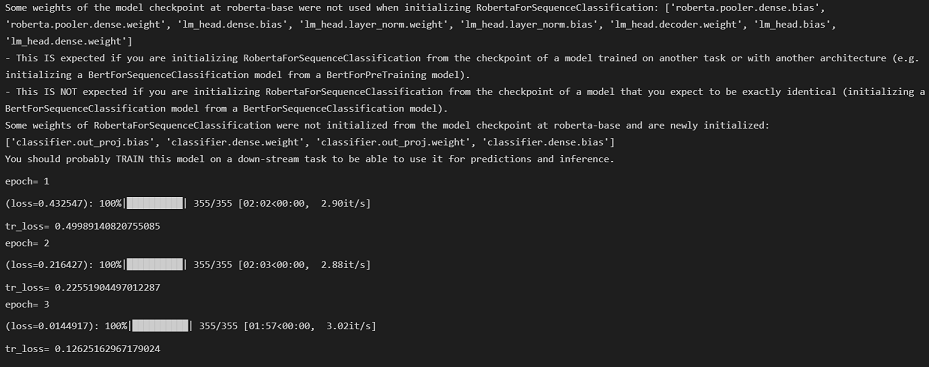 Some weights of the model checkpoint at roberta-base were not used when initializing RobertaForSequenceClassification: ['roberta.pooler.dense.bias',
'roberta.pooler.dense.weight', 'lm_head.dense.bias', 'lm_head.layer_norm.weight', 'lm_head.layer_norm.bias', 'lm_head.decoder.weight', 'lm_head.bias',
'lm_head.dense.weight']
- This IS expected if you are initializing RobertaForSequenceClassification from the checkpoint of a model trained on another task or with another architecture (e.g.
initializing a BertForSequenceClassification model from a BertForPreTraining model).
- This IS NOT expected if you are initializing RobertaForSequenceClassification from the checkpoint of a model that you expect to be exactly identical (initializing a
BertForSequenceClassification model from a BertForSequenceClassification model).
Some weights of RobertaForSequenceClassification were not initialized from the model checkpoint at roberta-base and are newly initialized:
['classifier.out_proj.bias', 'classifier.dense.weight', 'classifier.out_proj.weight', 'classifier.dense.bias']
You should probably TRAIN this model on a down-stream task to be able to use it for predictions and inference.
epoch= 1
(loss=0.432547): 100%|██████████| 355/355 [02:02<00:00,  2.90it/s]
tr_loss= 0.49989140820755085
epoch= 2
(loss=0.216427): 100%|██████████| 355/355 [02:03<00:00,  2.88it/s]
tr_loss= 0.22551904497012287
epoch= 3
(loss=0.0144917): 100%|██████████| 355/355 [01:57<00:00,  3.02it/s]
tr_loss= 0.12625162967179024